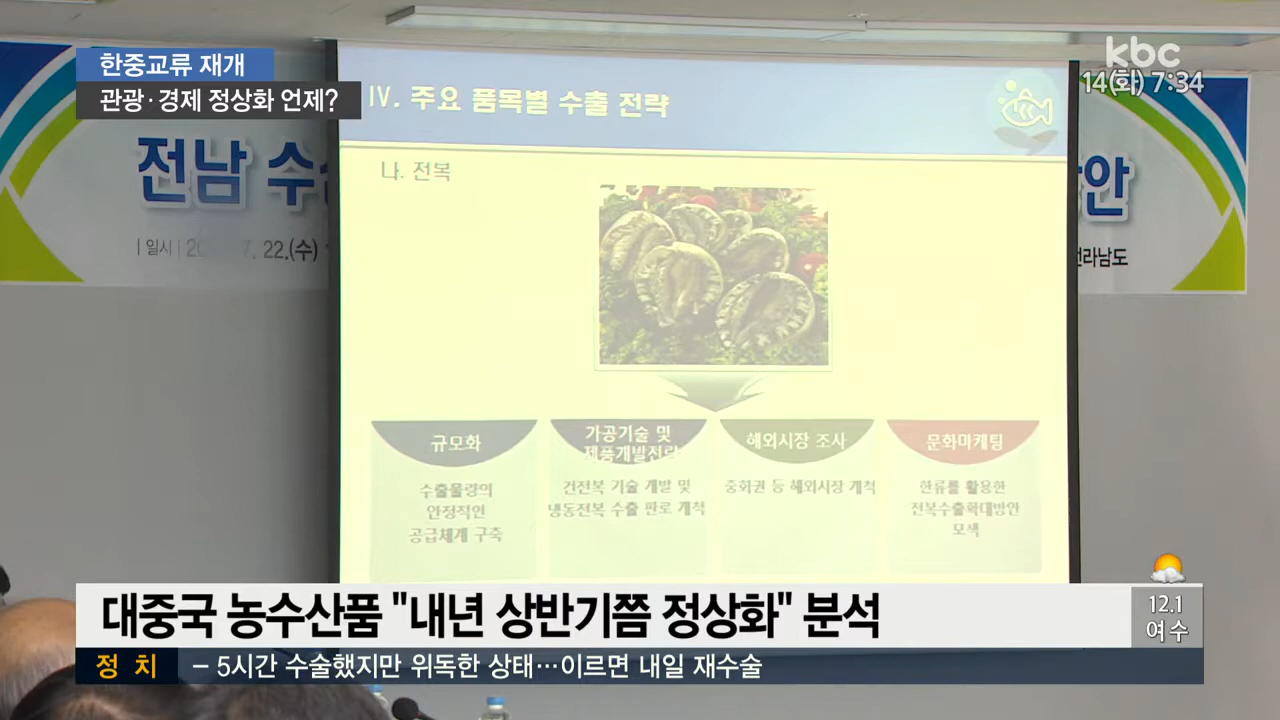 한중교류 재개
관광·경제 정상화 언제?
kbc
14(화) 7:34
전남 수
안
| 일시 |
22.(수)
전라남도
Ⅳ. 주요 품목별 수출 전략
나. 전복
규모화
수출물량의
안정적인
공급체계 구축
가공기술 및
제품개발전략
건전복 기술 개발 및
냉동전복 수출 판로 개척
해외시장 조사
중화권 등 해외시장 개척
문화마케팅
한류를 활용한
전복수출확대방안
모색
대중국 농수산품 "내년 상반기쯤 정상화" 분석
12.1
여수
정 치
– 5시간 수술했지만 위독한 상태…이르면 내일 재수술